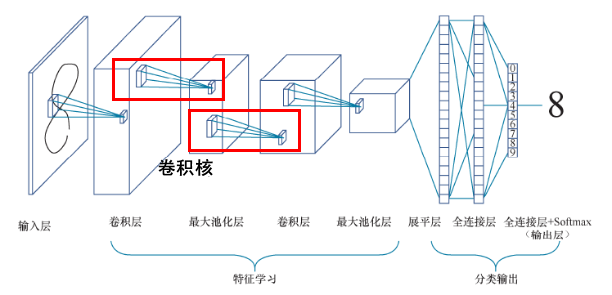 0
1
2
3
4
5
6
7
8
9
8
卷积核
输入层
卷积层
最大池化层
卷积层
最大池化层
展平层
全连接层
全连接层+Softmax
(输出层)
特征学习
分类输出